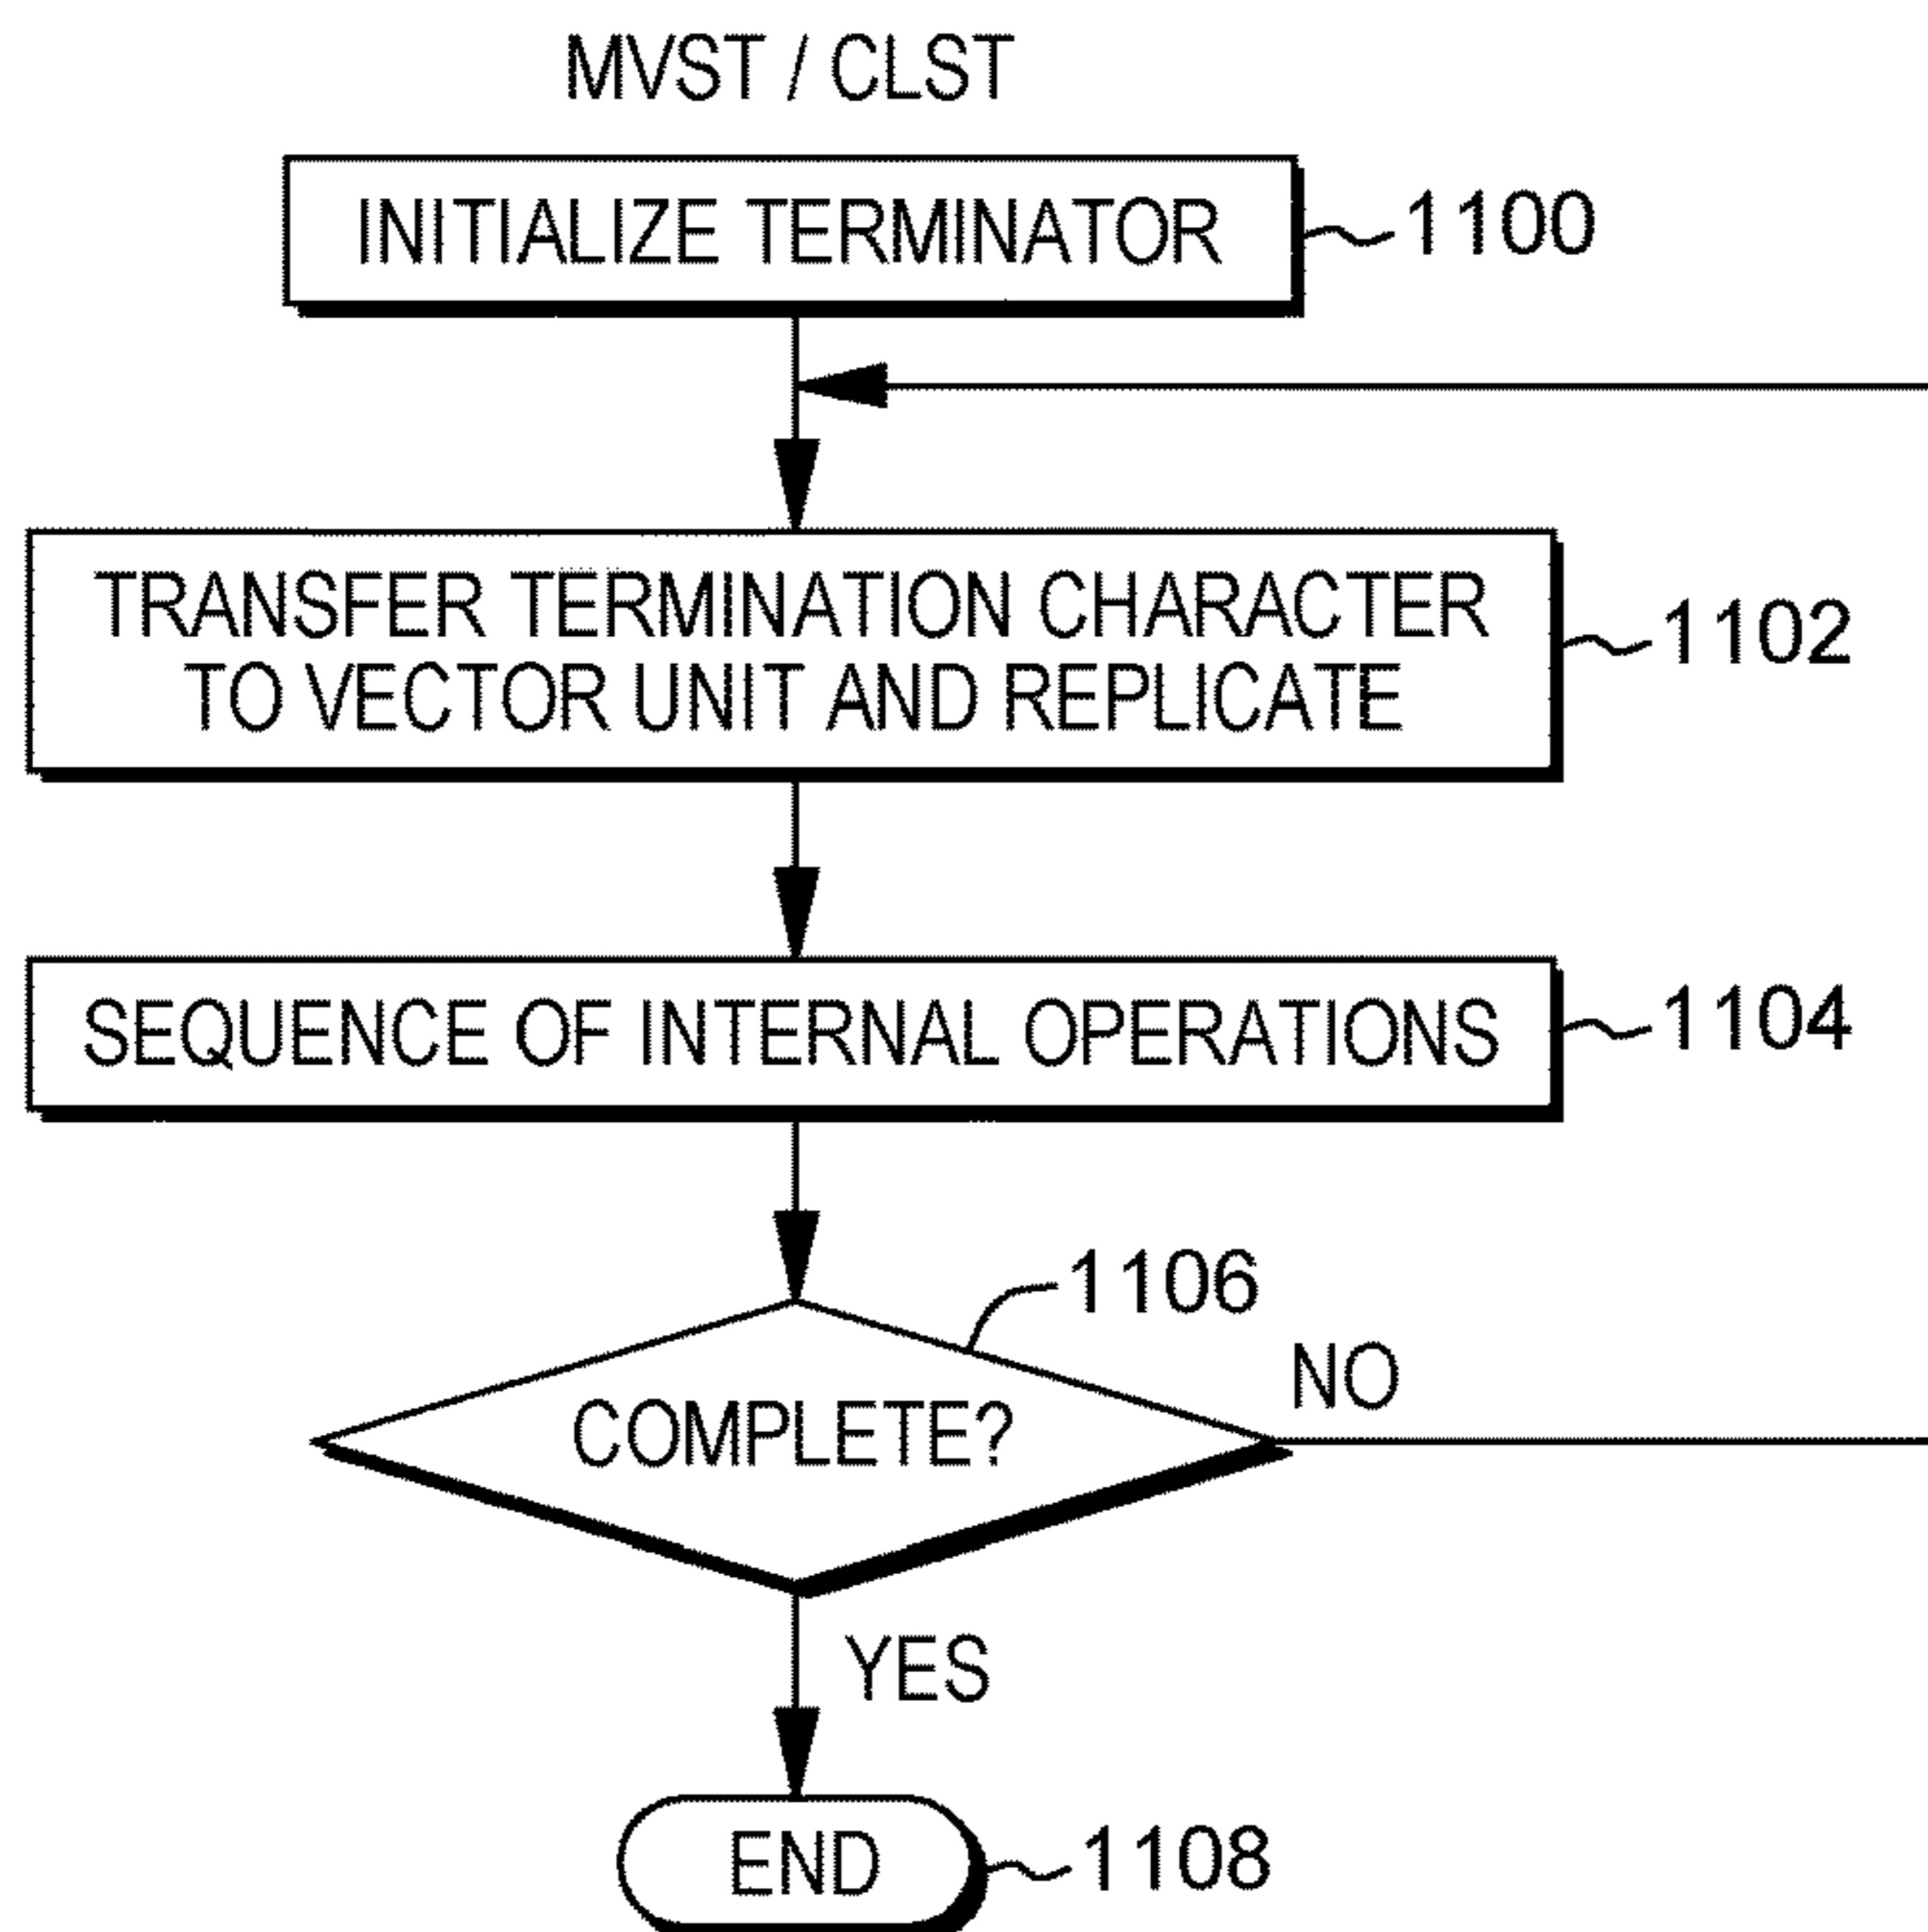 MVST / CLST
INITIALIZE TERMINATOR
1100
TRANSFER TERMINATION CHARACTER
TO VECTOR UNIT AND REPLICATE
1102
SEQUENCE OF INTERNAL OPERATIONS
1104
1106
COMPLETE?
NO
YES
END
1108